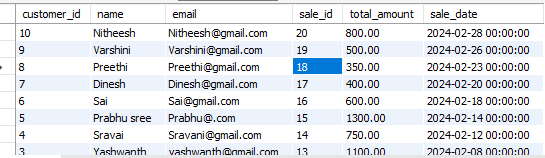 customer_id name email sale_id total_amount sale_date
10 Nitheesh Nitheesh@gmail.com 20 800.00 2024-02-28 00:00:00
9 Varshini Varshini@gmail.com 19 500.00 2024-02-26 00:00:00
8 Preethi Preethi@gmail.com 18 350.00 2024-02-23 00:00:00
7 Dinesh Dinesh@gmail.com 17 400.00 2024-02-20 00:00:00
6 Sai Sai@gmail.com 16 600.00 2024-02-18 00:00:00
5 Prabhu sree Prabhu@.com 15 1300.00 2024-02-14 00:00:00
4 Sravai Sravani@gmail.com 14 750.00 2024-02-12 00:00:00
3 Yashwanth yashwanth@gmail.com 13 1100.00 2024-02-08 00:00:00